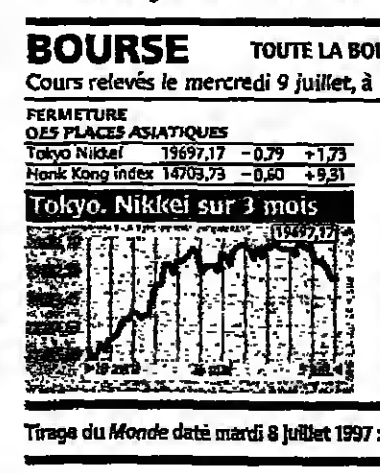 BOURSE TOUTE LA BOU
Cours relevés le mercredi 9 juillet, à
FERMETURE
DES PLACES ASIATIQUES
Tokyo Nikkei 19697,17 -0,79 +1,73
Honk Kong index 14703,73 -0,60 +9,31
Tokyo. Nikkei sur 3 mois
19697,17
Tirage du Monde daté mardi 8 juillet 1997 :